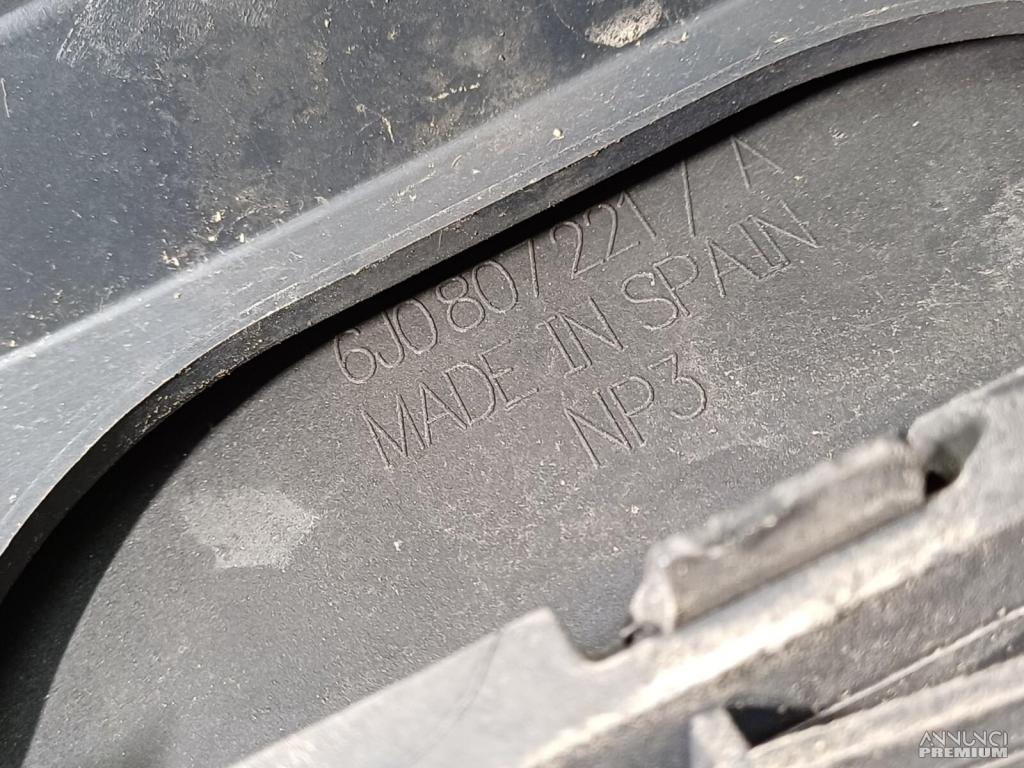 6J0 807 221 / A
MADE IN SPAIN
NP3
ANNUNCI
PREMIUM